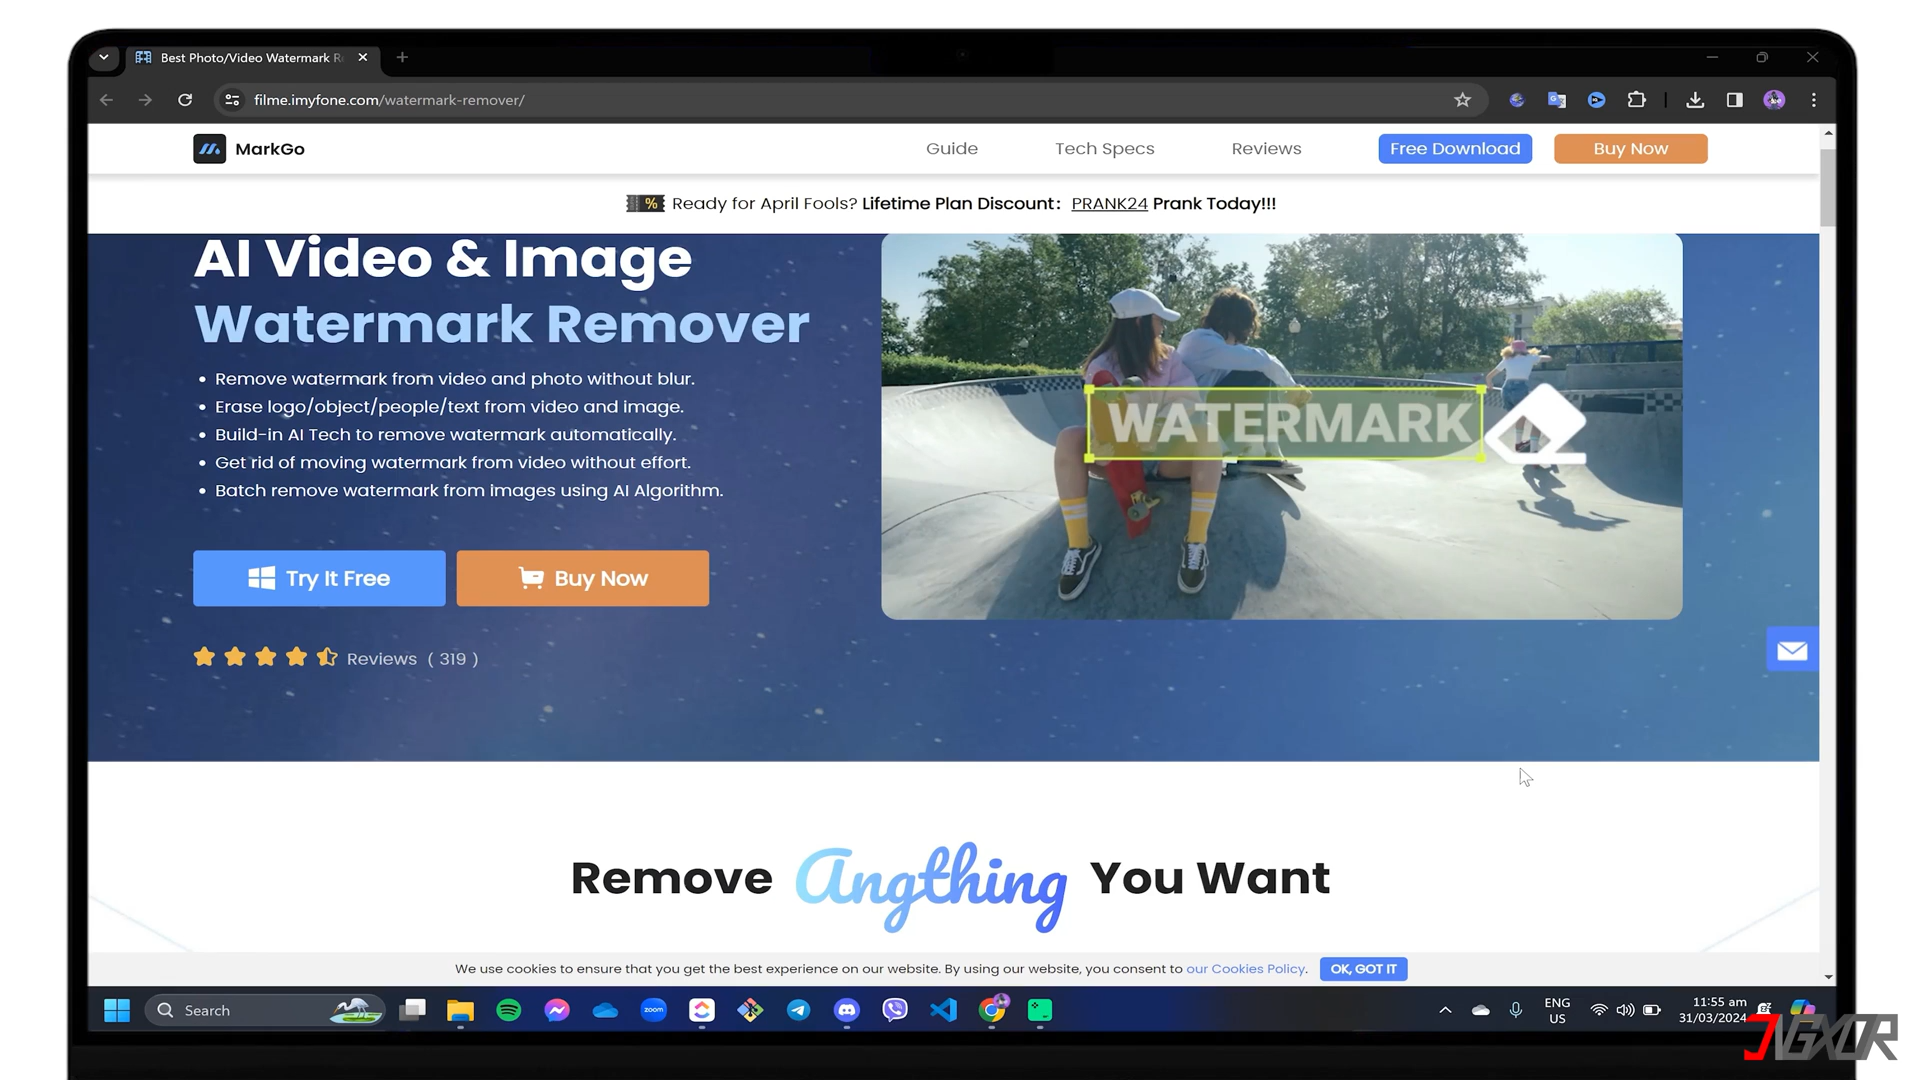 Best Photo/Video Watermark R
filme.imyfone.com/watermark-remover/
MarkGo
Guide
Tech Specs
Reviews
Free Download
Buy Now
% Ready for April Fools? Lifetime Plan Discount: PRANK24 Prank Today!!!
AI Video & Image
Watermark Remover
• Remove watermark from video and photo without blur.
• Erase logo/object/people/text from video and image.
• Build-in AI Tech to remove watermark automatically.
• Get rid of moving watermark from video without effort.
• Batch remove watermark from images using AI Algorithm.
WATERMARK
Try It Free
Buy Now
Reviews ( 319 )
Remove Angthing You Want
We use cookies to ensure that you get the best experience on our website. By using our website, you consent to our Cookies Policy.
OK, GOT IT
Search
zoom
ENG
US
11:55 am
31/03/2024
JAGXOR